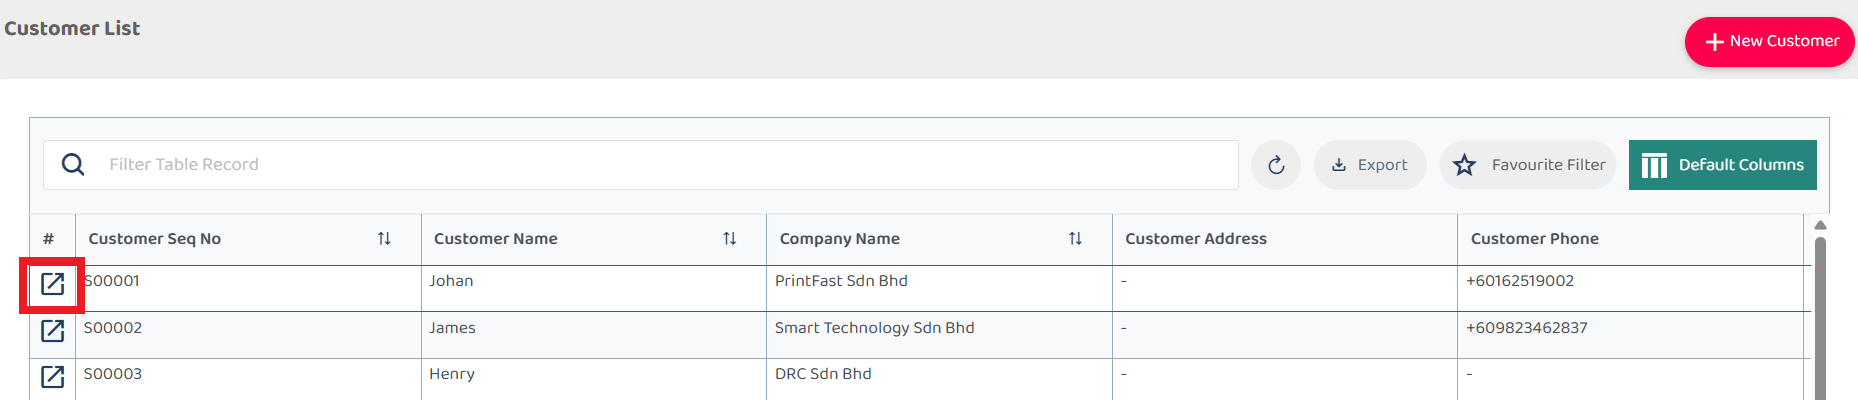 Customer List
New Customer
Filter Table Record
Export
Favourite Filter
Default Columns
# Customer Seq No Customer Name Company Name Customer Address Customer Phone
S00001 Johan PrintFast Sdn Bhd - +60162519002
S00002 James Smart Technology Sdn Bhd - +609823462837
S00003 Henry DRC Sdn Bhd - -